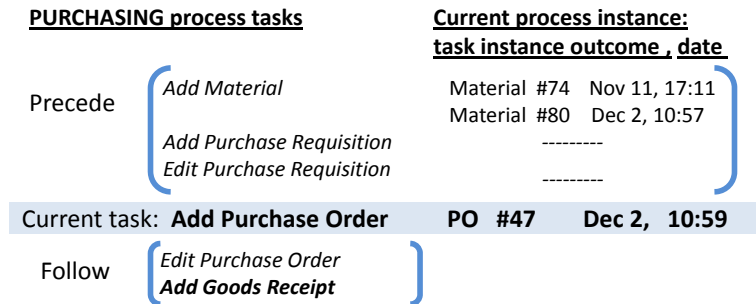 PURCHASING process tasks Current process instance:
task instance outcome , date
Add Material Material #74 Nov 11, 17:11
Precede
Material #80 Dec 2, 10:57
Add Purchase Requisition ---------
Edit Purchase Requisition ---------
Current task: Add Purchase Order PO #47 Dec 2, 10:59
Edit Purchase Order
Follow
Add Goods Receipt